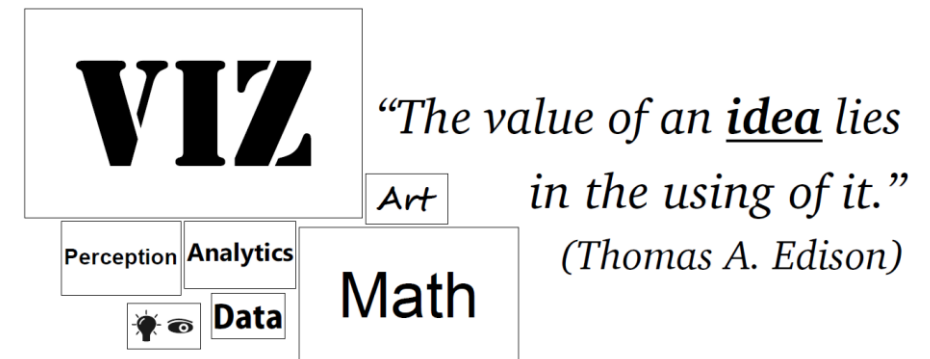 VIZ
“The value of an idea lies
in the using of it.”
(Thomas A. Edison)
Art
Perception
Analytics
Data
Math